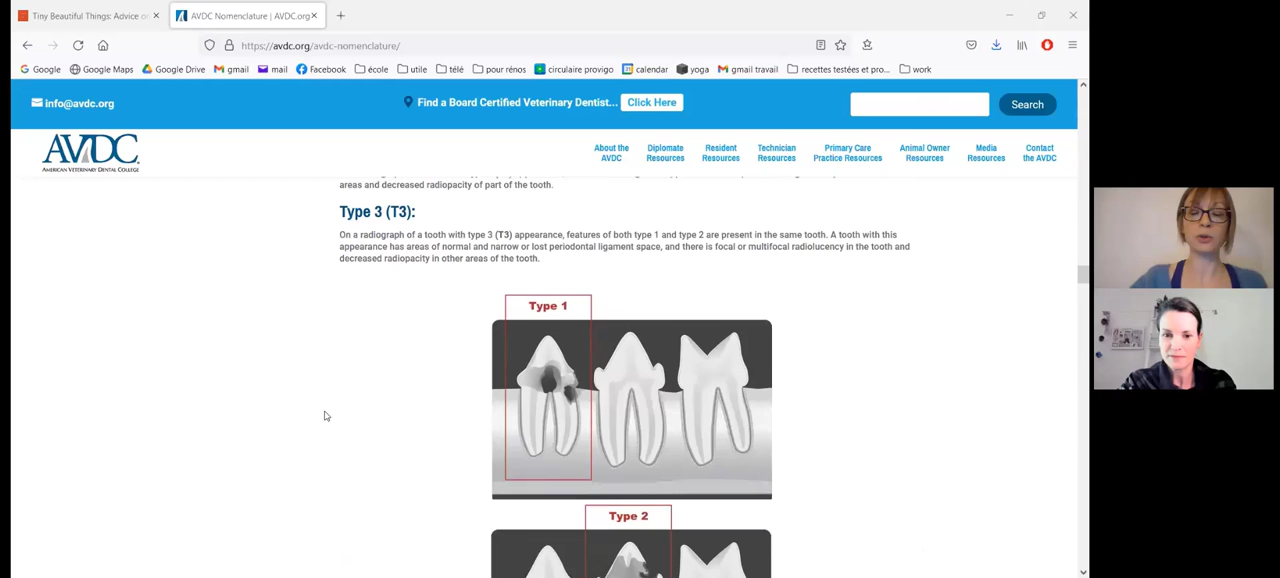 Tiny Beautiful Things: Advice on
AVDC Nomenclature | AVDC.org
https://avdc.org/avdc-nomenclature/
Google Google Maps Google Drive gmail mail Facebook école utile télé pour rénos circulaire provigo calendar yoga gmail travail recettes testées et pro... work
info@avdc.org Find a Board Certified Veterinary Dentist... Click Here Search
AVDC
AMERICAN VETERINARY DENTAL COLLEGE
About the AVDC
Diplomate Resources
Resident Resources
Technician Resources
Primary Care Practice Resources
Animal Owner Resources
Media Resources
Contact the AVDC
areas and decreased radiopacity of part of the tooth.
Type 3 (T3):
On a radiograph of a tooth with type 3 (T3) appearance, features of both type 1 and type 2 are present in the same tooth. A tooth with this
appearance has areas of normal and narrow or lost periodontal ligament space, and there is focal or multifocal radiolucency in the tooth and
decreased radiopacity in other areas of the tooth.
Type 1
Type 2